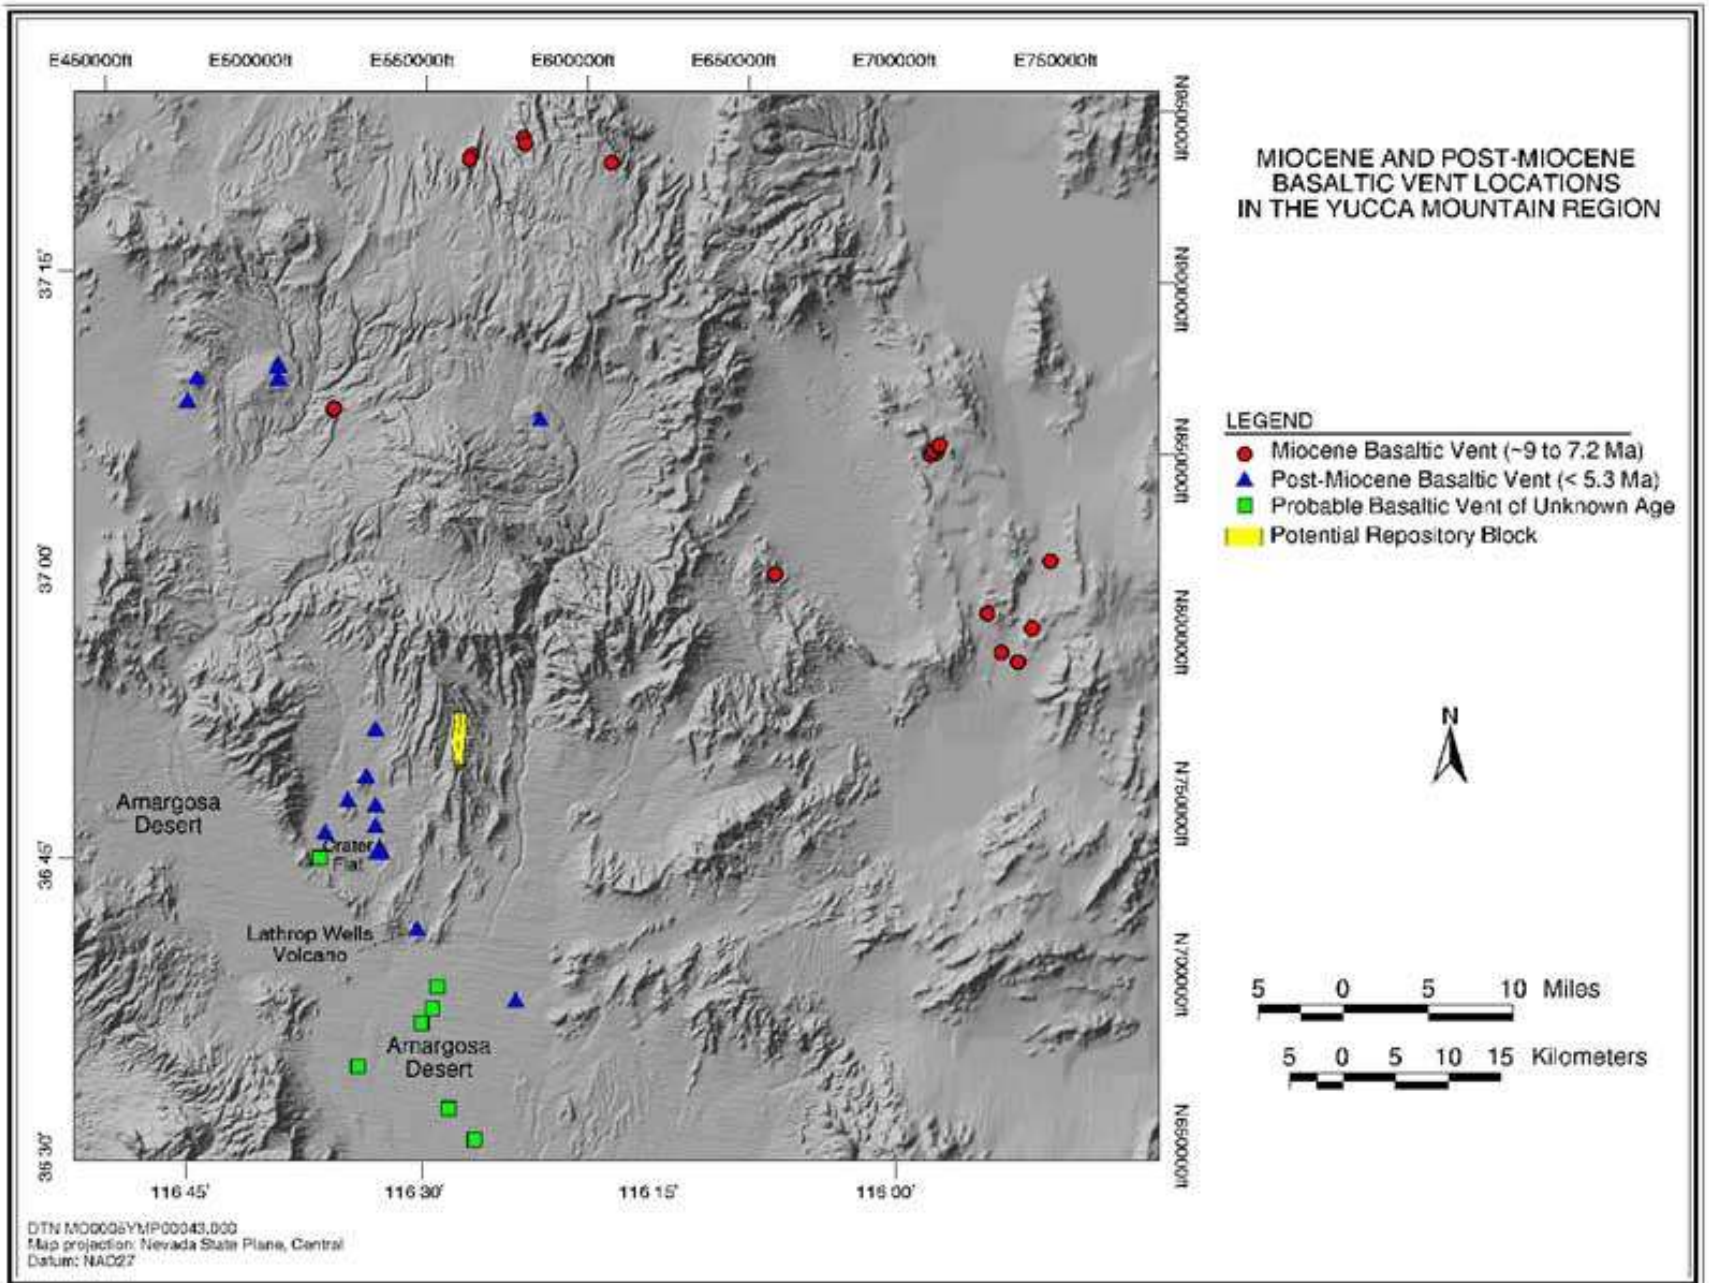 E450000ft E500000ft E550000ft E600000ft E650000ft E700000ft E750000ft
MIOCENE AND POST-MIOCENE
BASALTIC VENT LOCATIONS
IN THE YUCCA MOUNTAIN REGION
N950000ft
37 15'
N900000ft
LEGEND
Miocene Basaltic Vent (~9 to 7.2 Ma)
Post-Miocene Basaltic Vent (< 5.3 Ma)
Probable Basaltic Vent of Unknown Age
Potential Repository Block
N850000ft
37 00'
N800000ft
N
N750000ft
Amargosa
Desert
Crater
Flat
36 45'
Lathrop Wells
Volcano
N700000ft
5 0 5 10 Miles
Amargosa
Desert
5 0 5 10 15 Kilometers
N650000ft
36 30'
116 45' 116 30' 116 15' 116 00'
Map projection: Nevada State Plane, Central
Datum: NAD27